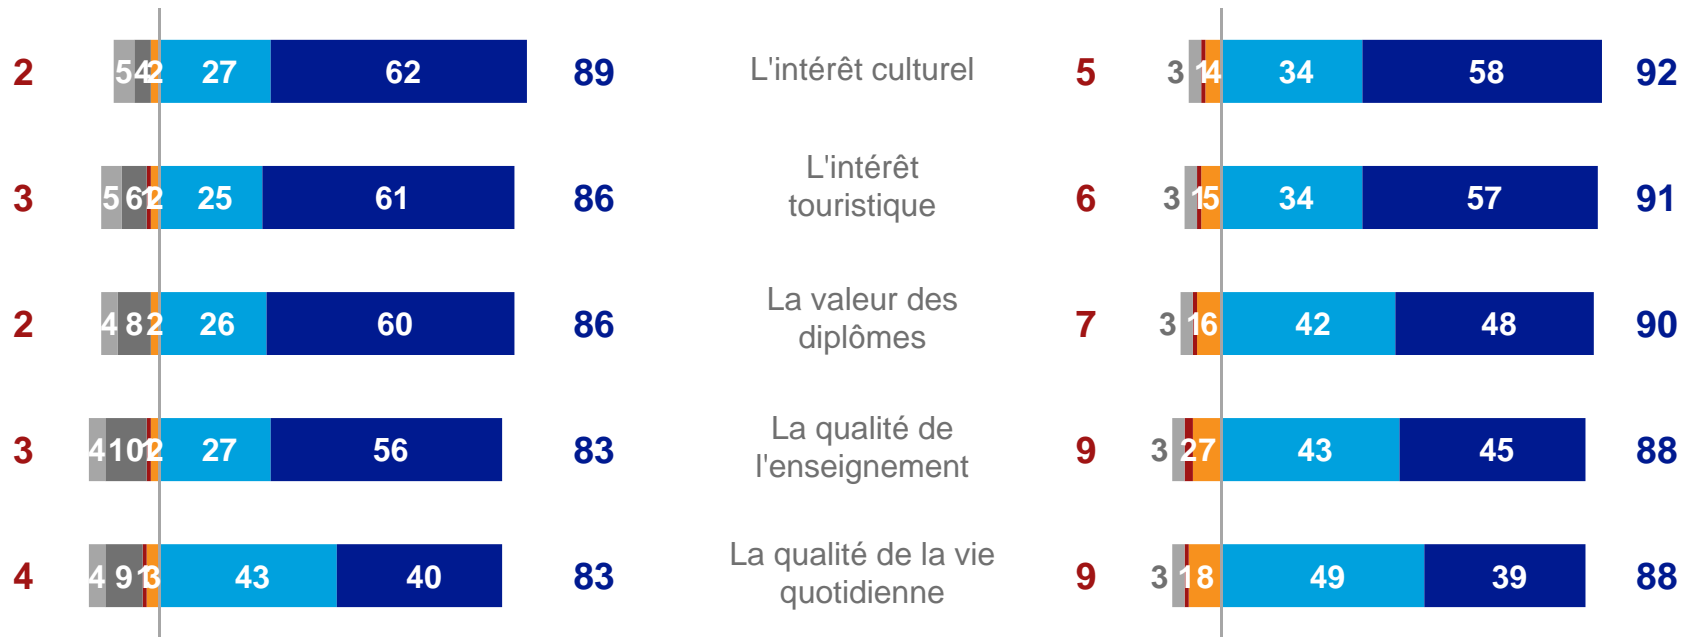 2 5 4 2 27 62 89 L'intérêt culturel 5 3 1 4 34 58 92
3 5 6 1 2 25 61 86 L'intérêt
touristique 6 3 1 5 34 57 91
2 4 8 2 26 60 86 La valeur des
diplômes 7 3 1 6 42 48 90
3 4 10 1 2 27 56 83 La qualité de
l'enseignement 9 3 2 7 43 45 88
4 4 9 1 3 43 40 83 La qualité de la vie
quotidienne 9 3 1 8 49 39 88